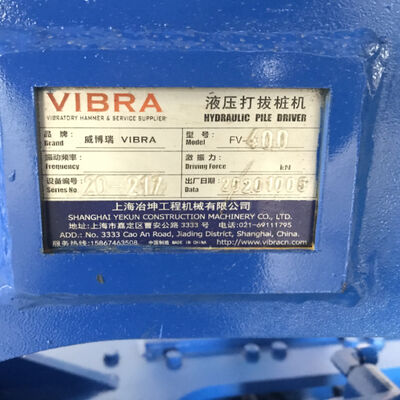 VIBRA
VIBRATORY HAMMER & SERVICE SUPPLIER
液压打拔桩机
HYDRAULIC PILE DRIVER
品牌: 威博瑞 VIBRA 型号: FV-400
Brand Model
振动频率: 激振力:
Frequency Driving Force kN
设备编号: 20-217 出厂日期: 20201005
Series No. Data
上海冶坤工程机械有限公司
SHANGHAI YEKUN CONSTRUCTION MACHINERY CO., LTD.
地址:上海市嘉定区曹安公路 3333 号 电话:021-69111795
ADD.: No. 3333 Cao An Road, Jiading District, Shanghai, China.
服务热线:15867463508 中国制造 MADE IN CHINA http://www.vibracn.com